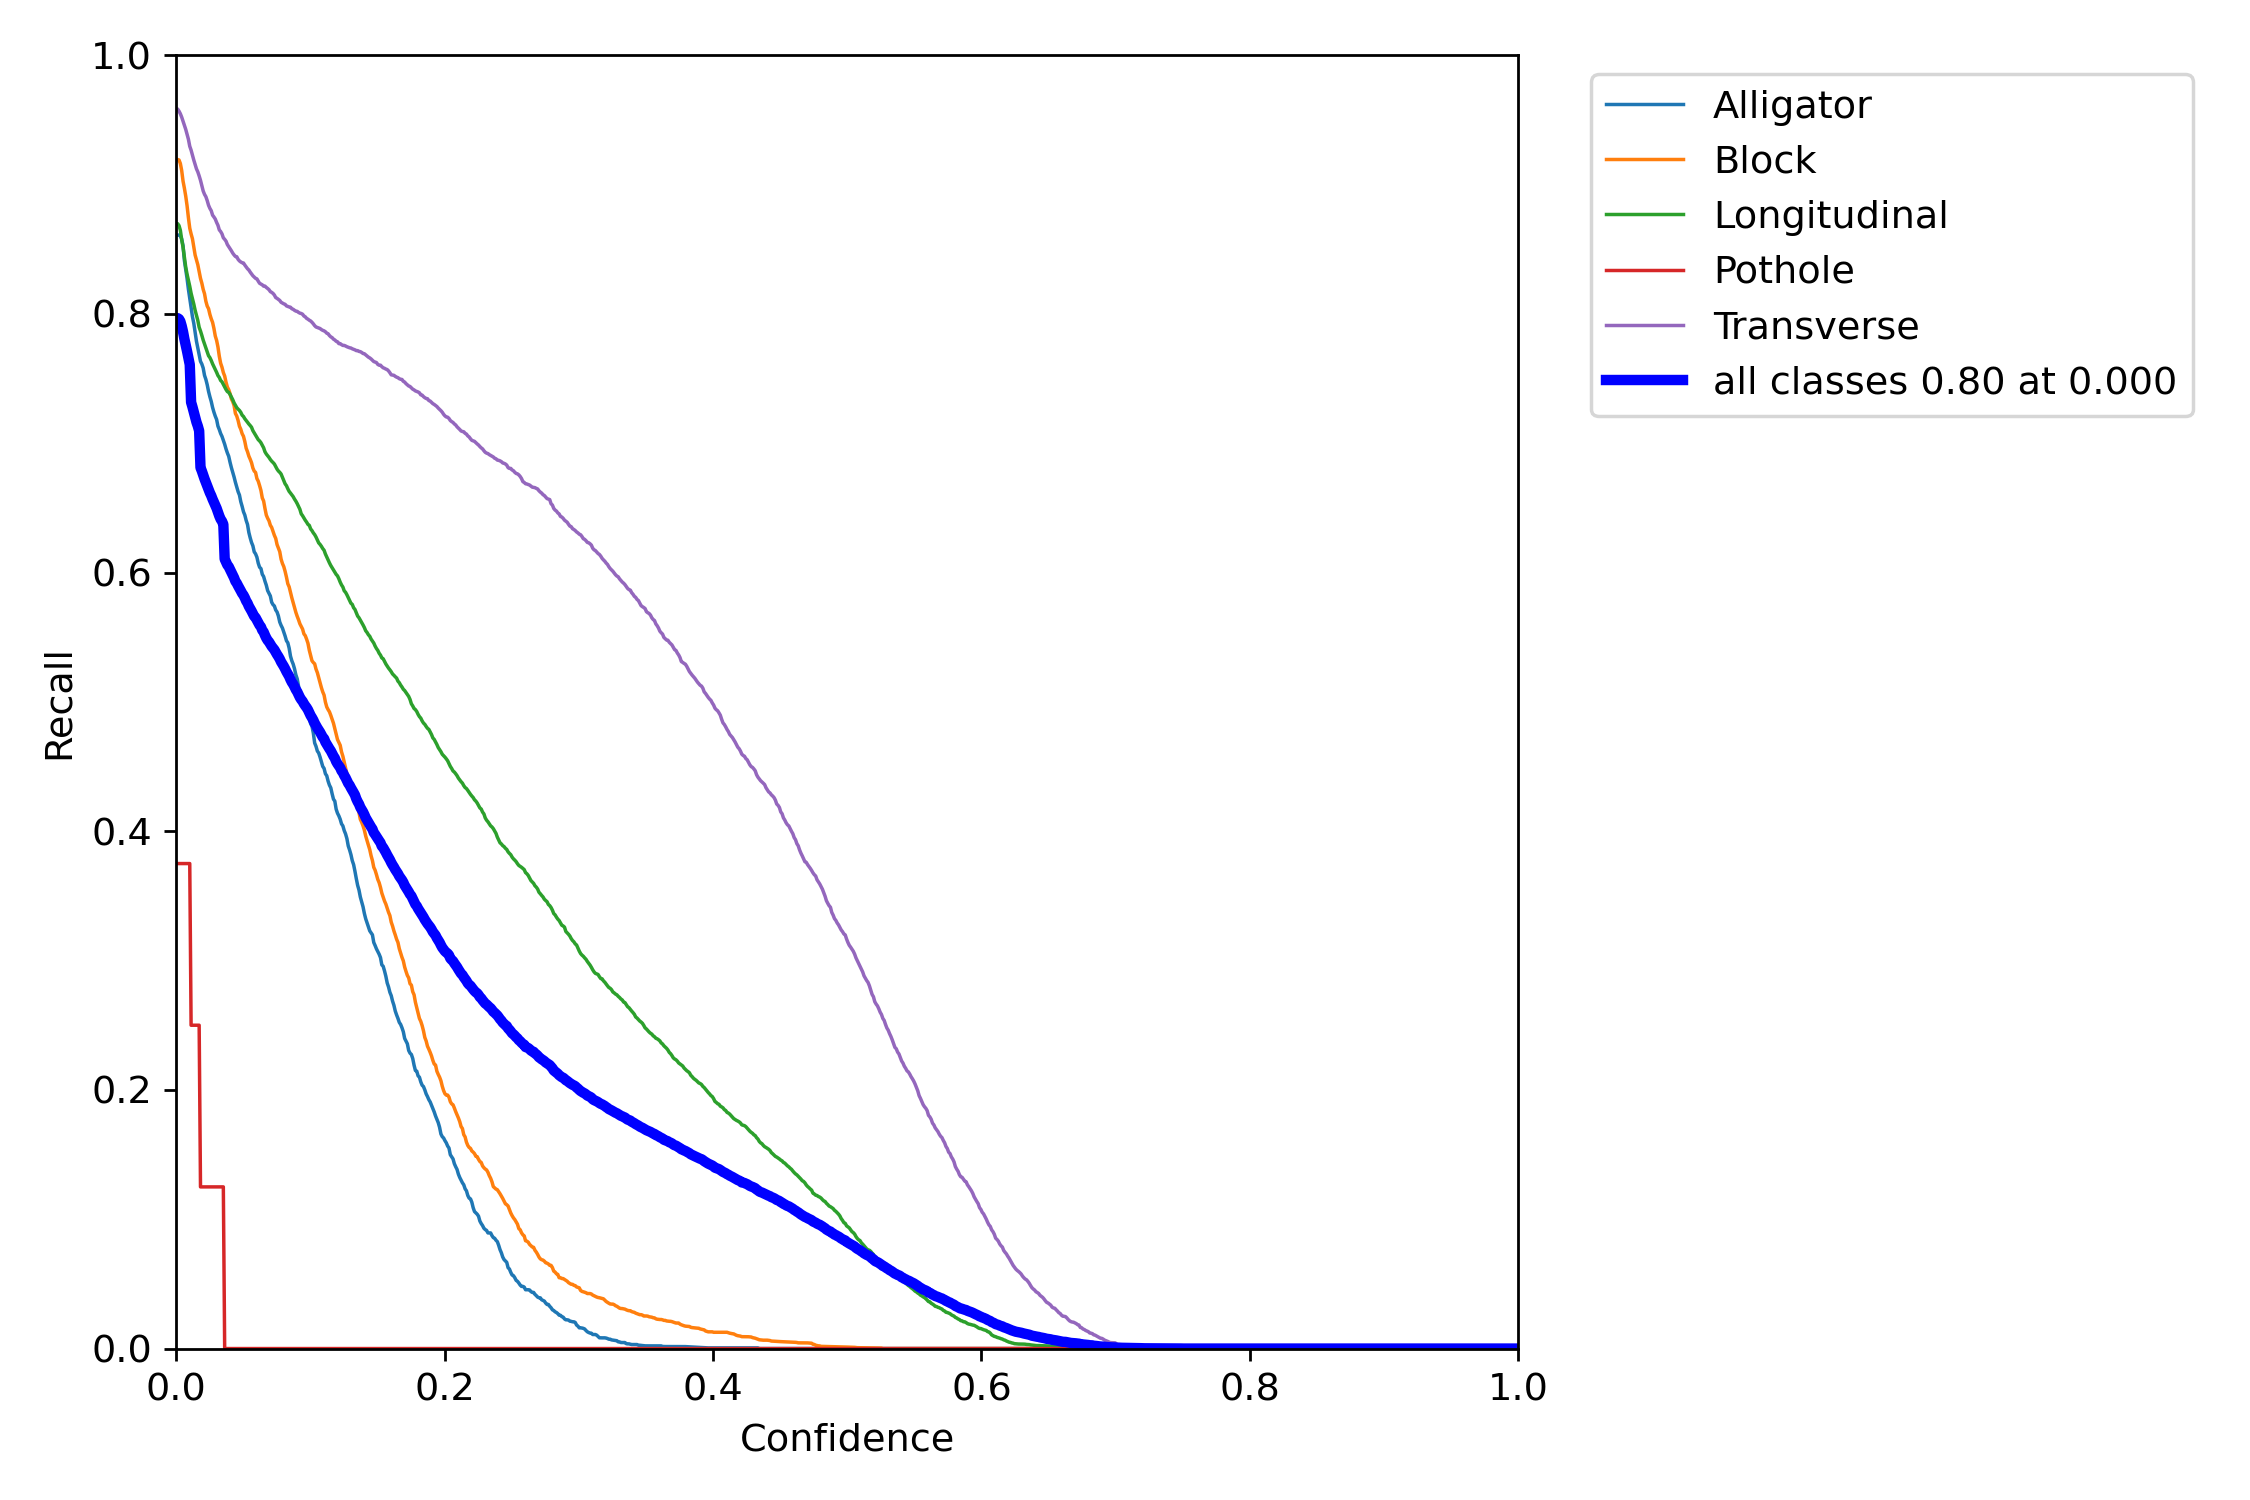 1.0
0.8
0.6
0.4
0.2
0.0
Recall
0.0 0.2 0.4 0.6 0.8 1.0
Confidence
Alligator
Block
Longitudinal
Pothole
Transverse
all classes 0.80 at 0.000